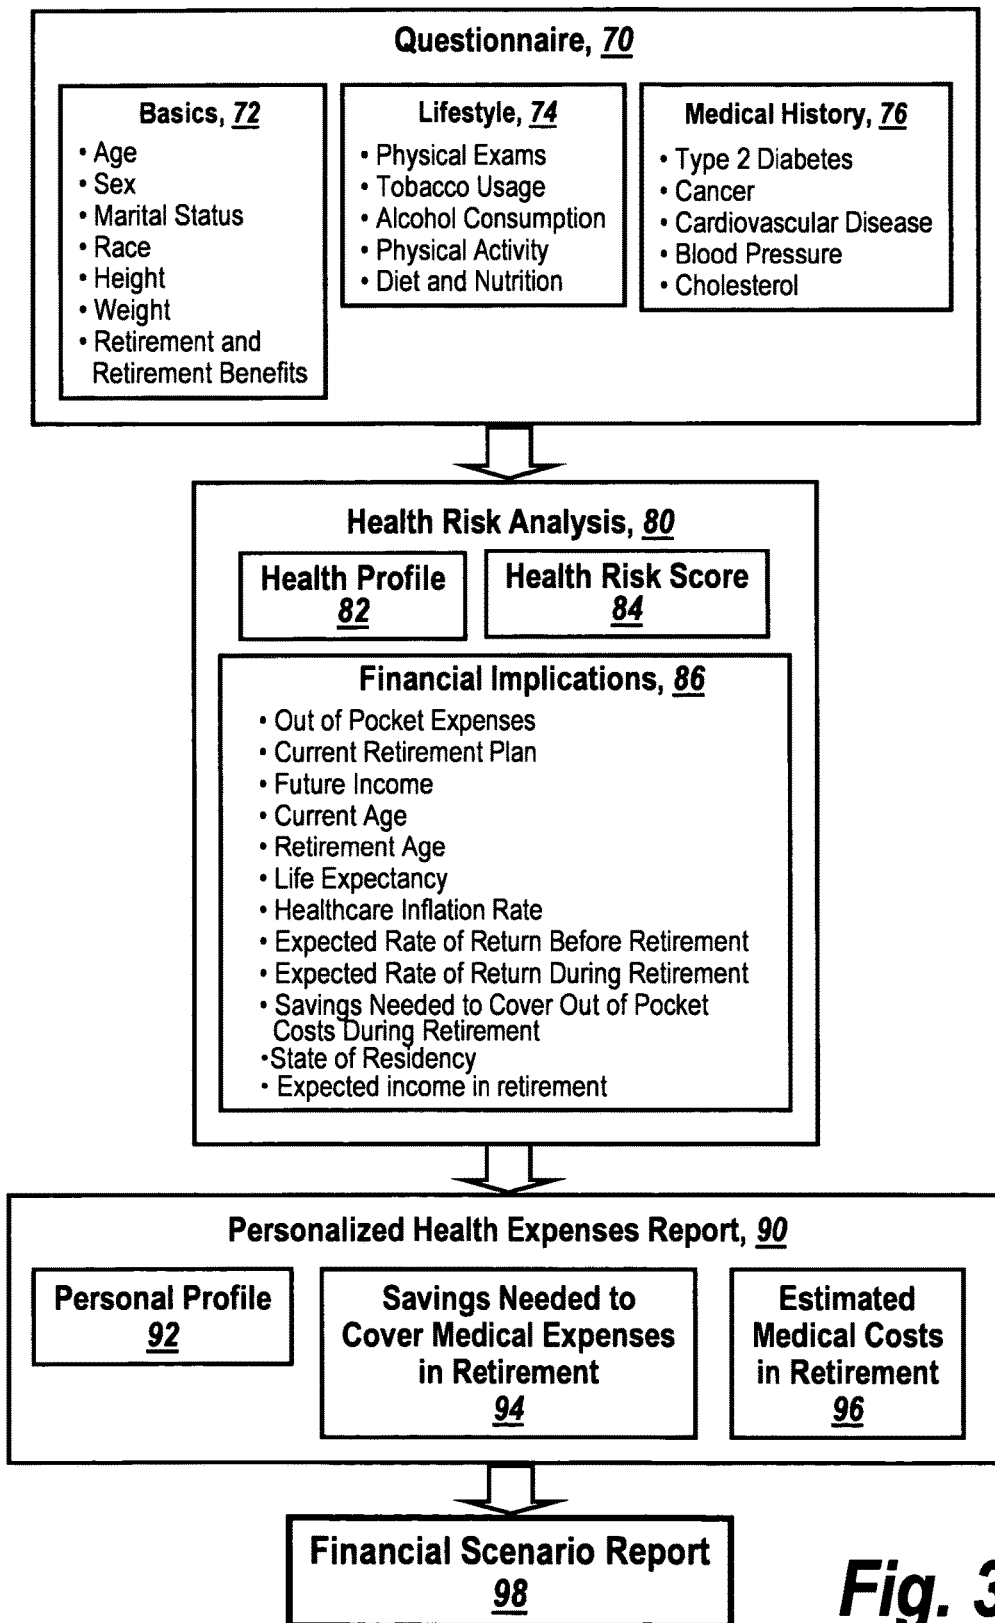 Questionnaire, 70
Basics, 72
• Age
• Sex
• Marital Status
• Race
• Height
• Weight
• Retirement and
Retirement Benefits
Lifestyle, 74
• Physical Exams
• Tobacco Usage
• Alcohol Consumption
• Physical Activity
• Diet and Nutrition
Medical History, 76
• Type 2 Diabetes
• Cancer
• Cardiovascular Disease
• Blood Pressure
• Cholesterol
Health Risk Analysis, 80
Health Profile
82
Health Risk Score
84
Financial Implications, 86
• Out of Pocket Expenses
• Current Retirement Plan
• Future Income
• Current Age
• Retirement Age
• Life Expectancy
• Healthcare Inflation Rate
• Expected Rate of Return Before Retirement
• Expected Rate of Return During Retirement
• Savings Needed to Cover Out of Pocket
Costs During Retirement
•State of Residency
• Expected income in retirement
Personalized Health Expenses Report, 90
Personal Profile
92
Savings Needed to
Cover Medical Expenses
in Retirement
94
Estimated
Medical Costs
in Retirement
96
Financial Scenario Report
98
Fig. 3